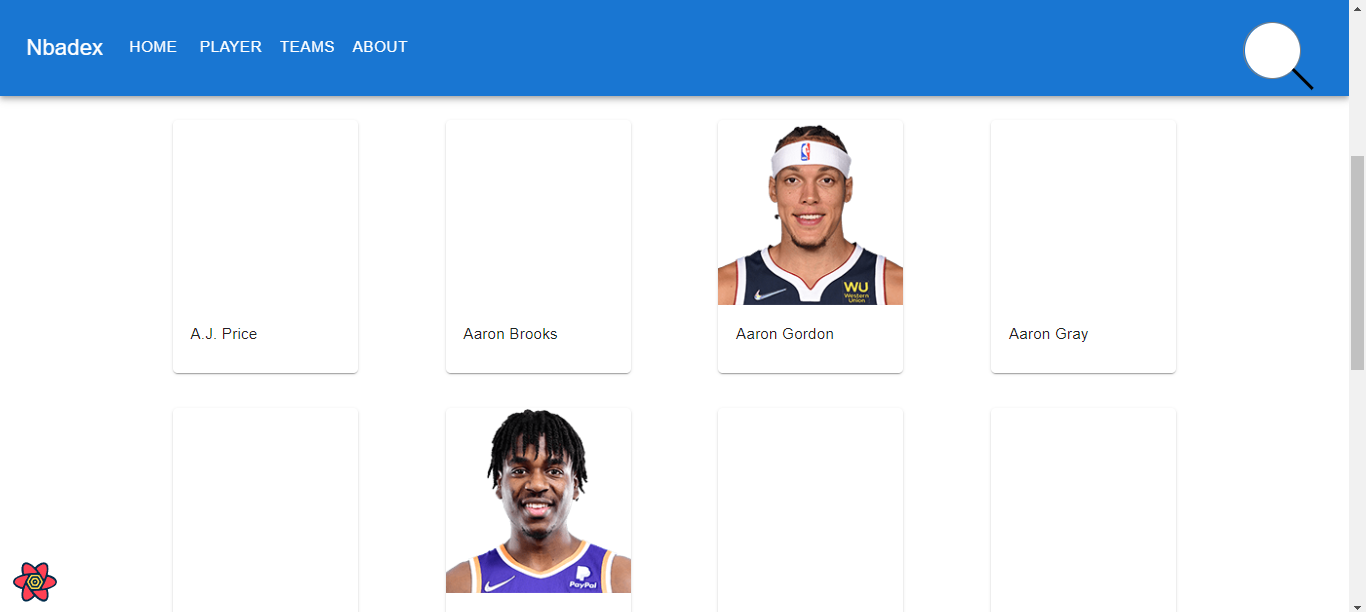 Nbadex HOME PLAYER TEAMS ABOUT
WU
Western
Union
A.J. Price Aaron Brooks Aaron Gordon Aaron Gray
PayPal